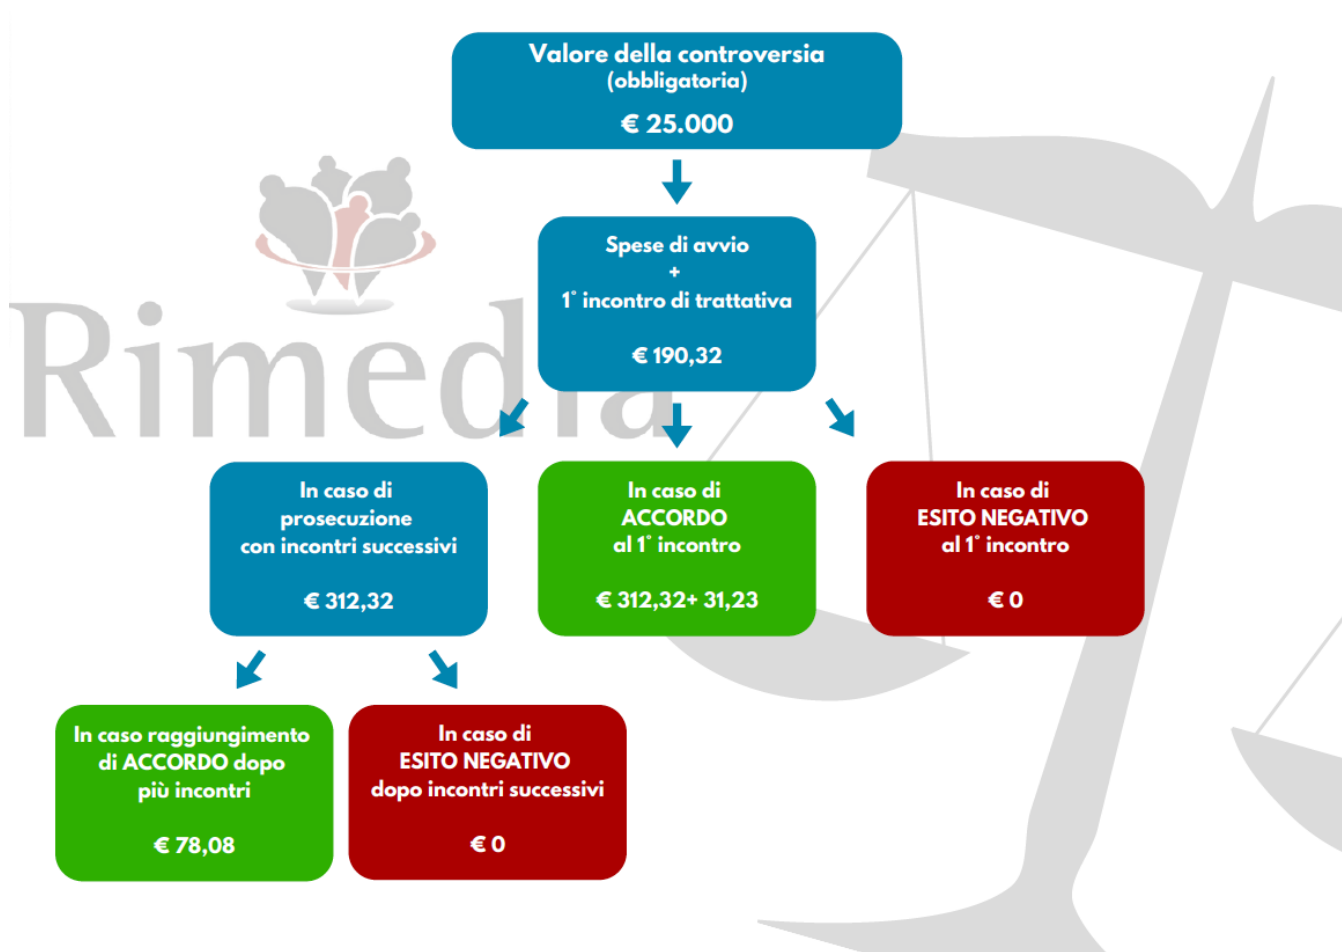 Valore della controversia
(obbligatoria)
€ 25.000
Rimedia
Spese di avvio
+
1° incontro di trattativa
€ 190,32
In caso di
prosecuzione
con incontri successivi
€ 312,32
In caso di
ACCORDO
al 1° incontro
€ 312,32+ 31,23
In caso di
ESITO NEGATIVO
al 1° incontro
€ 0
In caso raggiungimento
di ACCORDO dopo
più incontri
€ 78,08
In caso di
ESITO NEGATIVO
dopo incontri successivi
€ 0